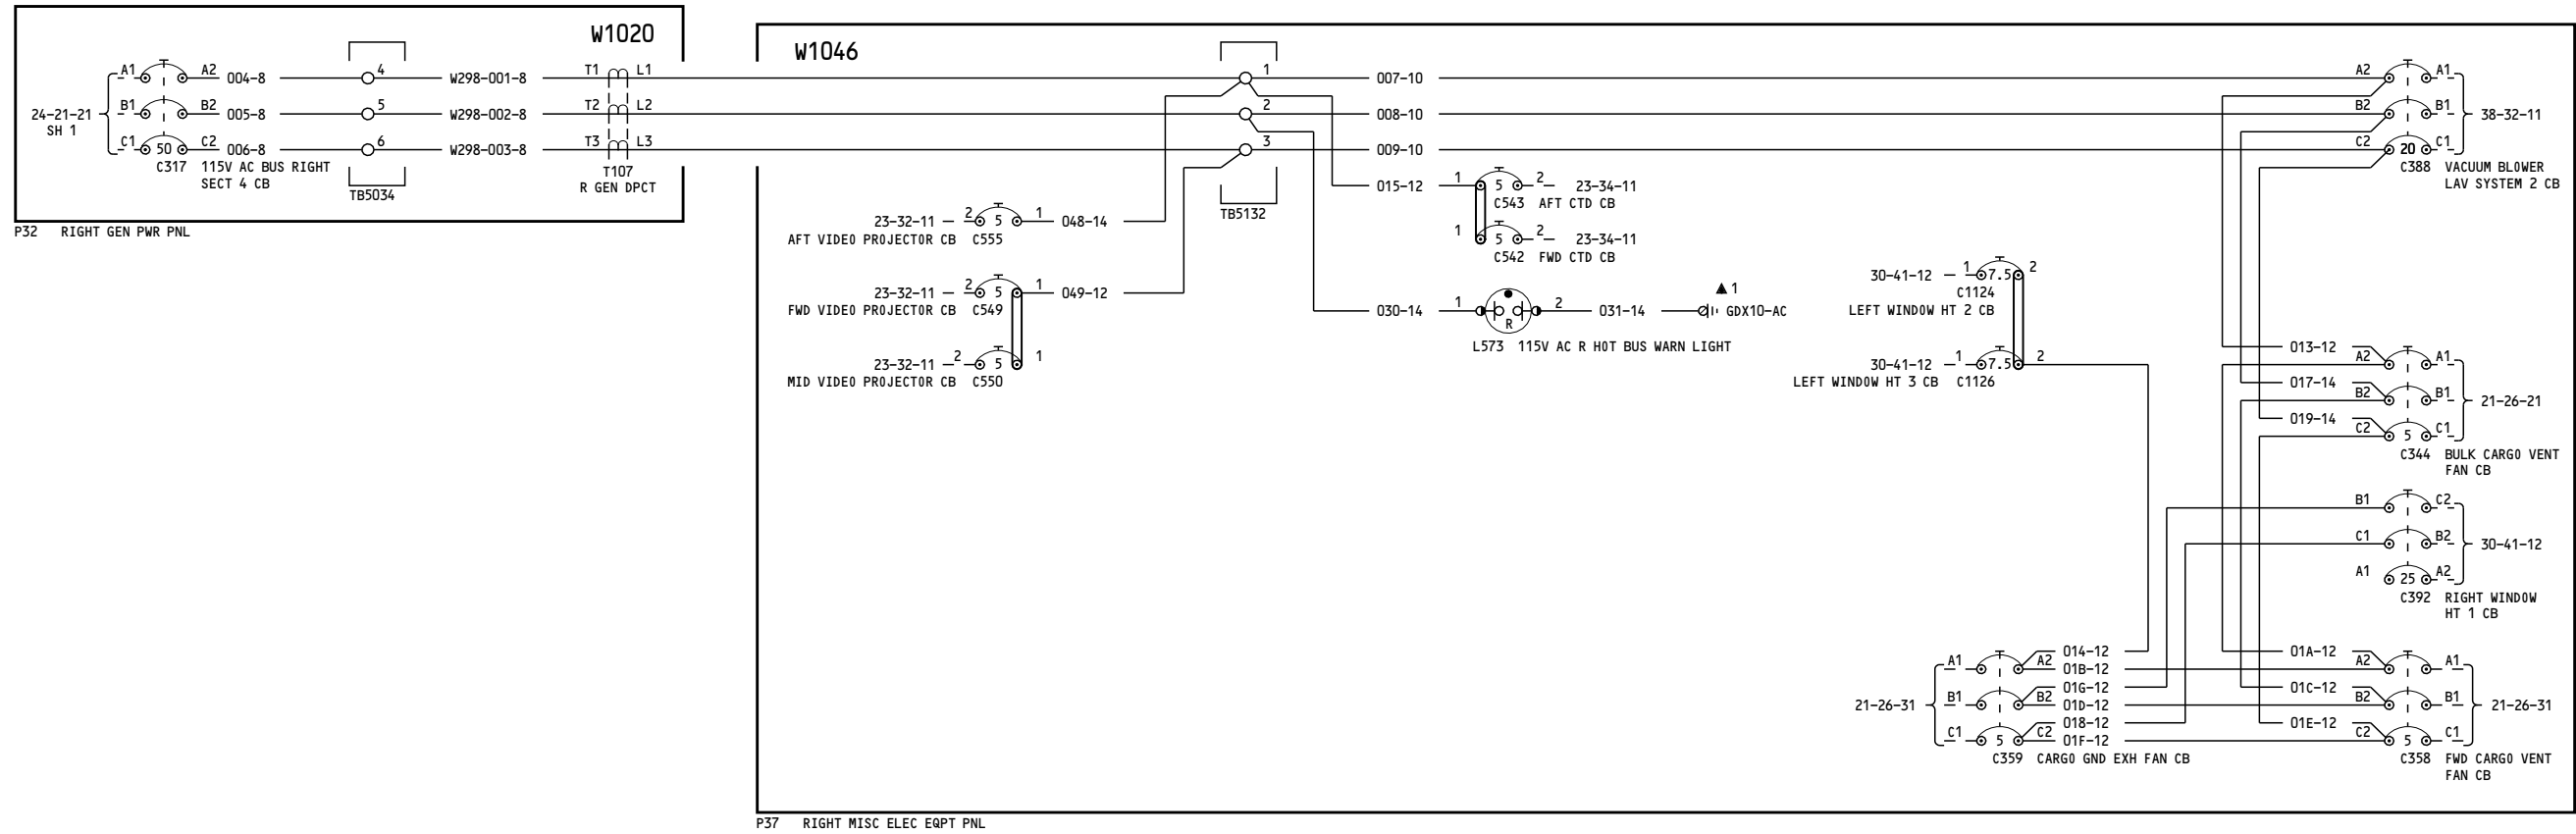 W1020
A1 A2 004-8 4 W298-001-8 T1 L1
24-21-21
SH 1
B1 B2 005-8 5 W298-002-8 T2 L2
C1 50 C2 006-8 6 W298-003-8 T3 L3
C317 115V AC BUS RIGHT
SECT 4 CB
TB5034
T107
R GEN DPCT
P32 RIGHT GEN PWR PNL
W1046
1 007-10 A2 A1
2 008-10 B2 B1 38-32-11
3 009-10 C2 20 C1
C388 VACUUM BLOWER
LAV SYSTEM 2 CB
TB5132
015-12 1 5 2 23-34-11
C543 AFT CTD CB
1 5 2 23-34-11
C542 FWD CTD CB
23-32-11 2 5 1 048-14
AFT VIDEO PROJECTOR CB C555
23-32-11 2 5 1 049-12
FWD VIDEO PROJECTOR CB C549
23-32-11 2 5 1
MID VIDEO PROJECTOR CB C550
030-14 1 R 2 031-14 ▲1 GDX10-AC
L573 115V AC R HOT BUS WARN LIGHT
30-41-12 1 7.5 2
C1124
LEFT WINDOW HT 2 CB
30-41-12 1 7.5 2
LEFT WINDOW HT 3 CB C1126
013-12 A2 A1
017-14 B2 B1 21-26-21
019-14 C2 5 C1
C344 BULK CARGO VENT
FAN CB
B1 C2
C1 B2 30-41-12
A1 25 A2
C392 RIGHT WINDOW
HT 1 CB
A1 A2 014-12
01B-12
21-26-31 B1 B2 01G-12
01D-12
C1 5 C2 018-12
01F-12
C359 CARGO GND EXH FAN CB
01A-12 A2 A1
01C-12 B2 B1 21-26-31
01E-12 C2 5 C1
C358 FWD CARGO VENT
FAN CB
P37 RIGHT MISC ELEC EQPT PNL